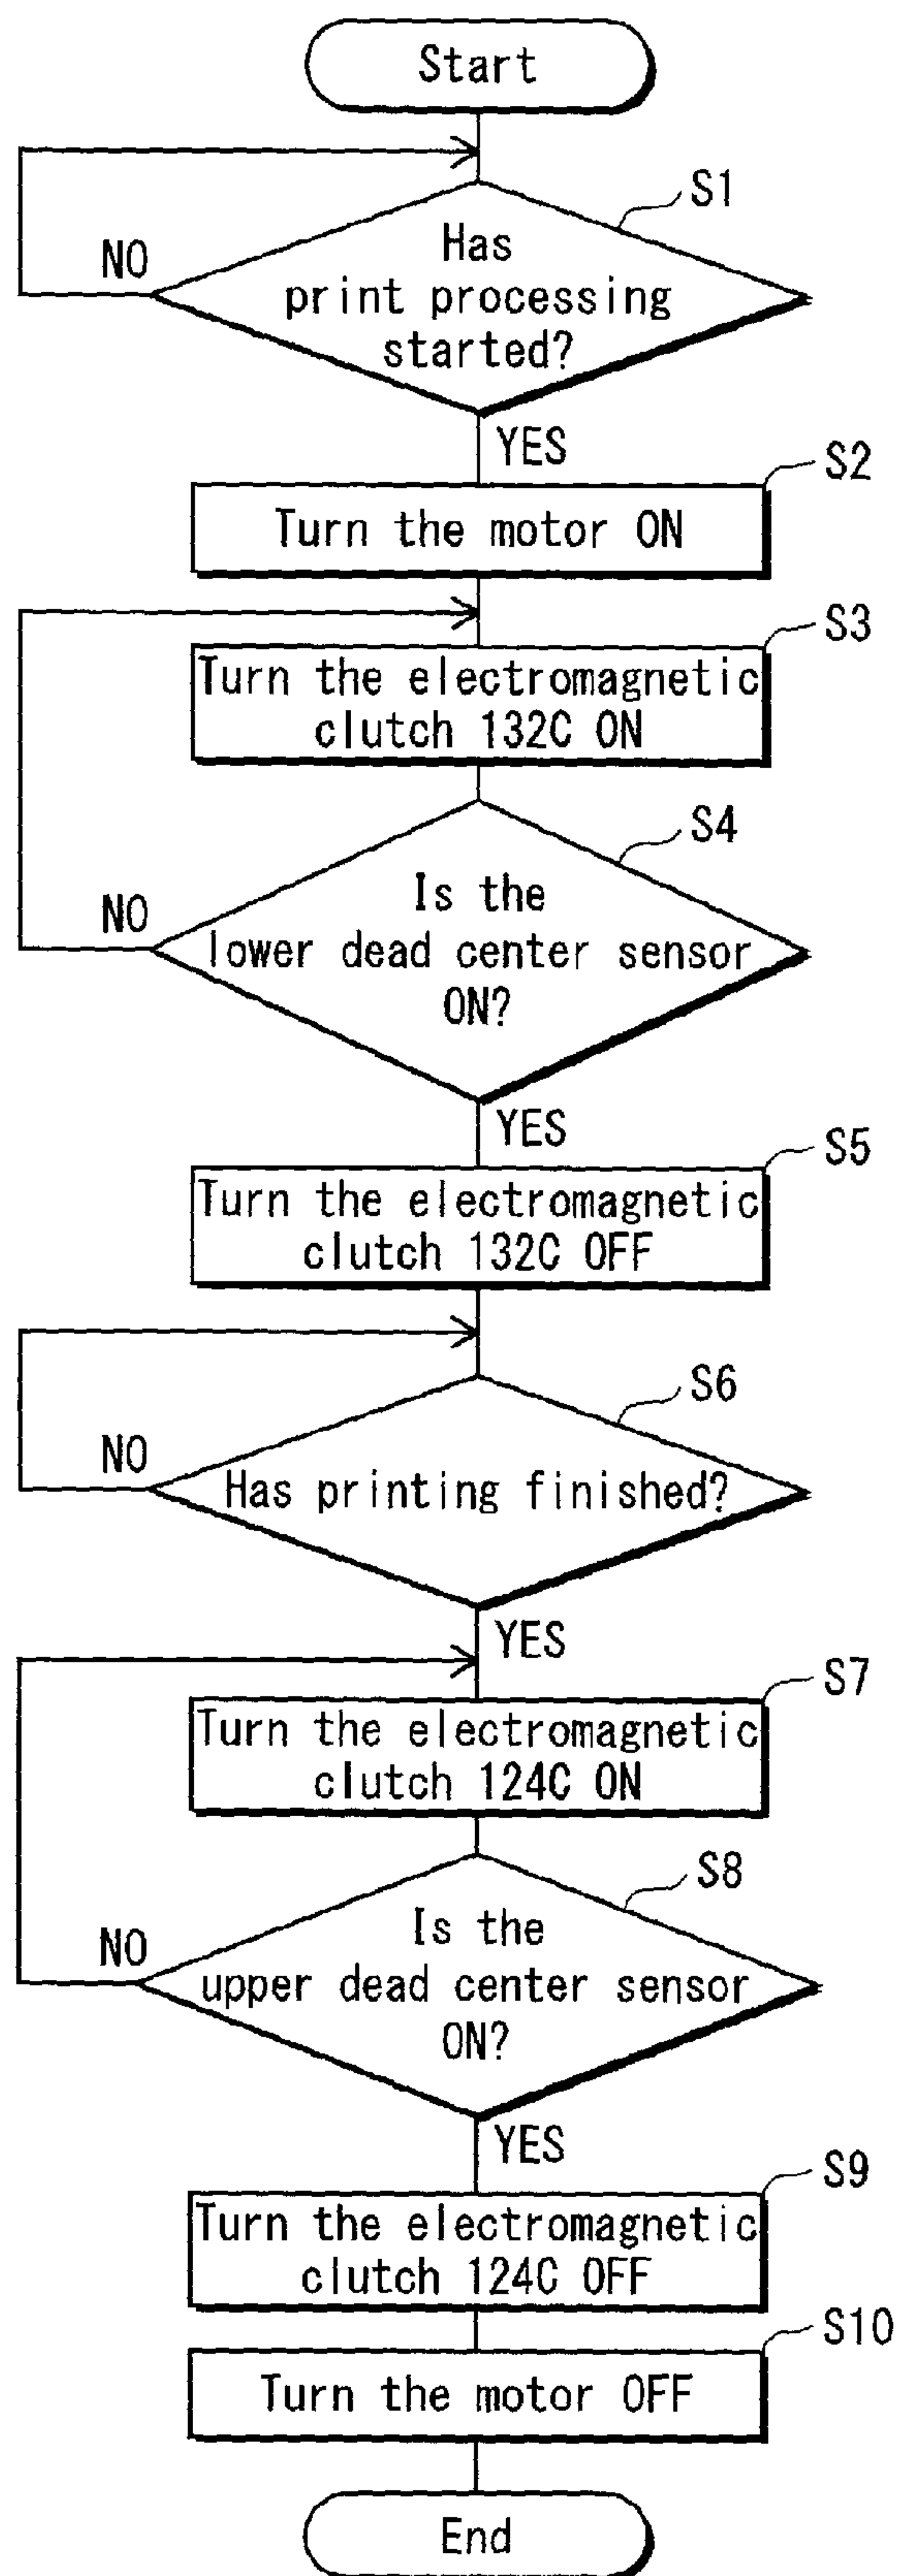 Start
S1
Has
print processing
started?
NO
YES
S2
Turn the motor ON
S3
Turn the electromagnetic
clutch 132C ON
S4
Is the
lower dead center sensor
ON?
NO
YES
S5
Turn the electromagnetic
clutch 132C OFF
S6
Has printing finished?
NO
YES
S7
Turn the electromagnetic
clutch 124C ON
S8
Is the
upper dead center sensor
ON?
NO
YES
S9
Turn the electromagnetic
clutch 124C OFF
S10
Turn the motor OFF
End